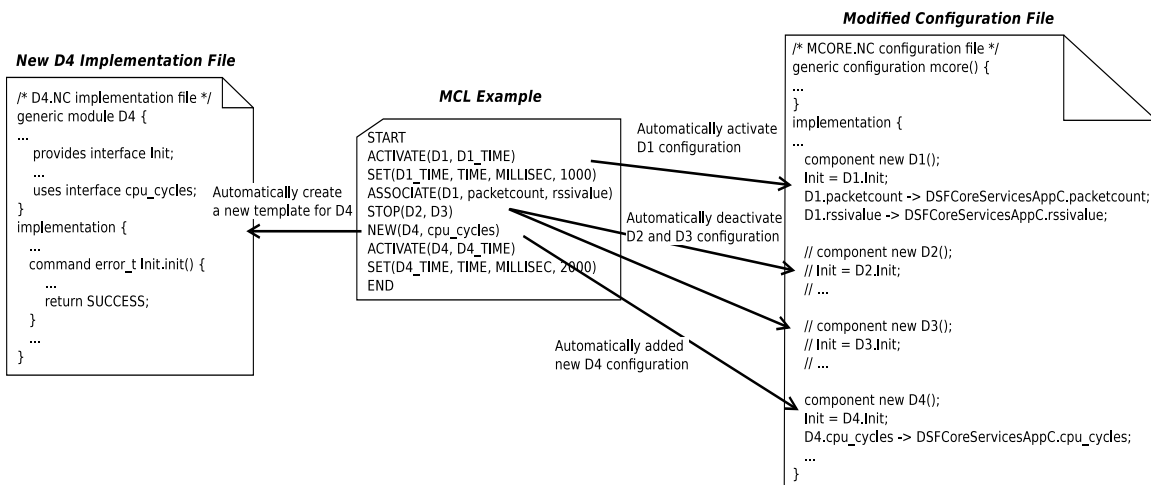 New D4 Implementation File
/* D4.NC implementation file */
generic module D4 {
...
provides interface Init;
...
uses interface cpu_cycles;
}
implementation {
...
command error_t Init.init() {
...
return SUCCESS;
}
...
}
Automatically create
a new template for D4
MCL Example
START
ACTIVATE(D1, D1_TIME)
SET(D1_TIME, TIME, MILLISEC, 1000)
ASSOCIATE(D1, packetcount, rssivalue)
STOP(D2, D3)
NEW(D4, cpu_cycles)
ACTIVATE(D4, D4_TIME)
SET(D4_TIME, TIME, MILLISEC, 2000)
END
Automatically activate
D1 configuration
Automatically deactivate
D2 and D3 configuration
Automatically added
new D4 configuration
Modified Configuration File
/* MCORE.NC configuration file */
generic configuration mcore() {
...
}
implementation {
...
component new D1();
Init = D1.Init;
D1.packetcount -> DSFCoreServicesAppC.packetcount;
D1.rssivalue -> DSFCoreServicesAppC.rssivalue;
// component new D2();
// Init = D2.Init;
// ...
// component new D3();
// Init = D3.Init;
// ...
component new D4();
Init = D4.Init;
D4.cpu_cycles -> DSFCoreServicesAppC.cpu_cycles;
...
}